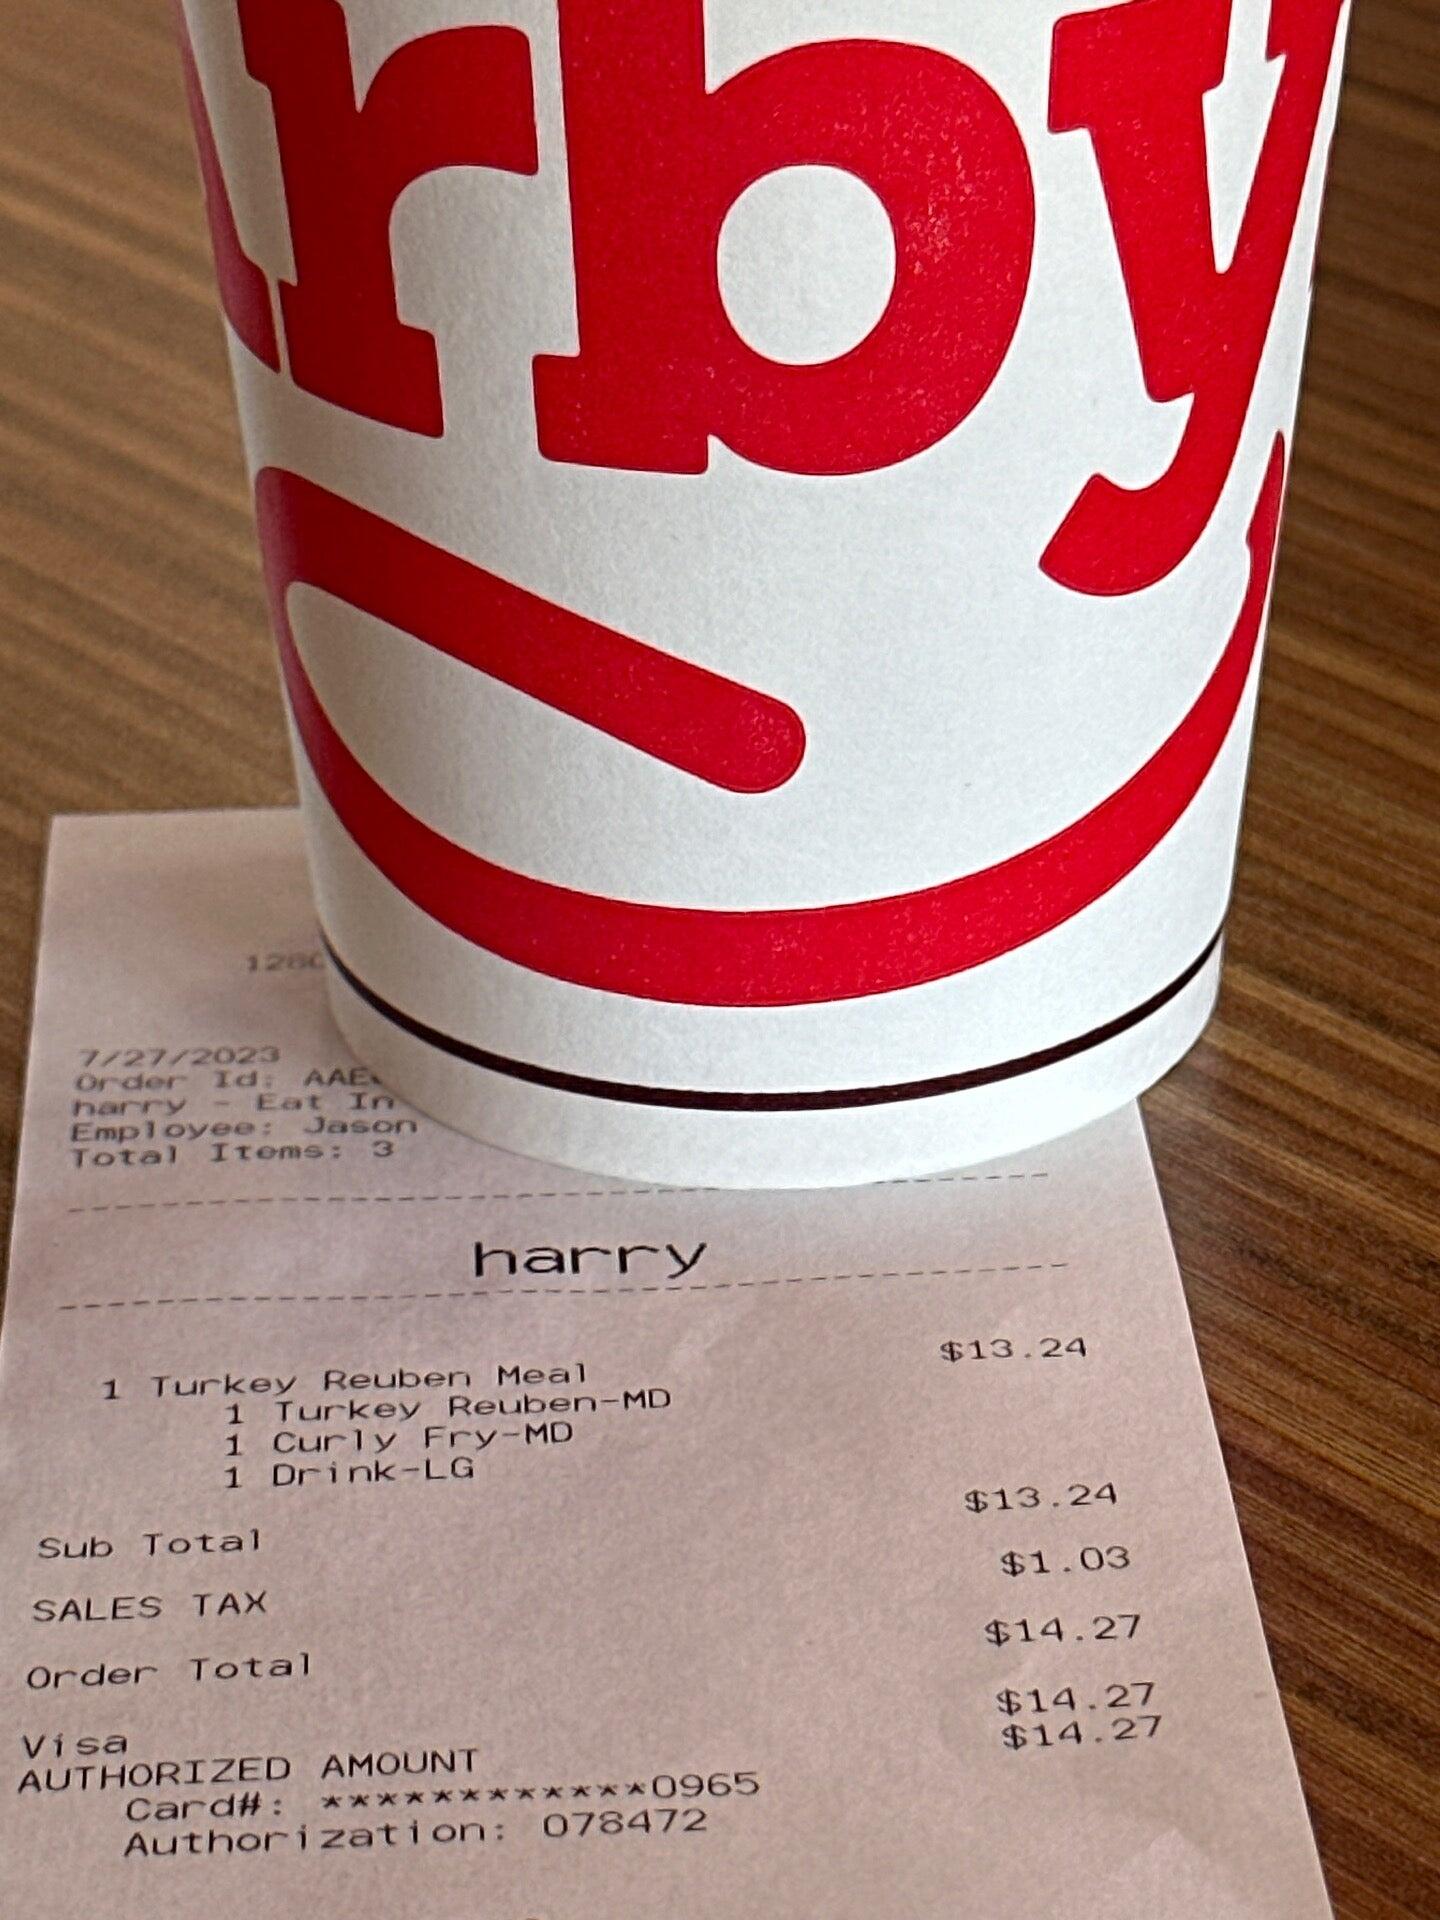 rby
1280
7/27/2023
Order Id: AAE
harry - Eat In
Employee: Jason
Total Items: 3
harry
$13.24
1 Turkey Reuben Meal
1 Turkey Reuben-MD
1 Curly Fry-MD
1 Drink-LG
$13.24
Sub Total
$1.03
SALES TAX
$14.27
Order Total
$14.27
Visa
$14.27
AUTHORIZED AMOUNT
Card#: ************0965
Authorization: 078472